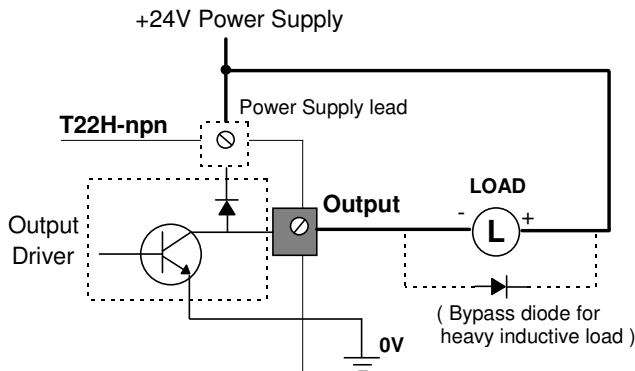 +24V Power Supply
Power Supply lead
T22H-npn
LOAD
Output
- L +
Output
Driver
( Bypass diode for
heavy inductive load )
0V